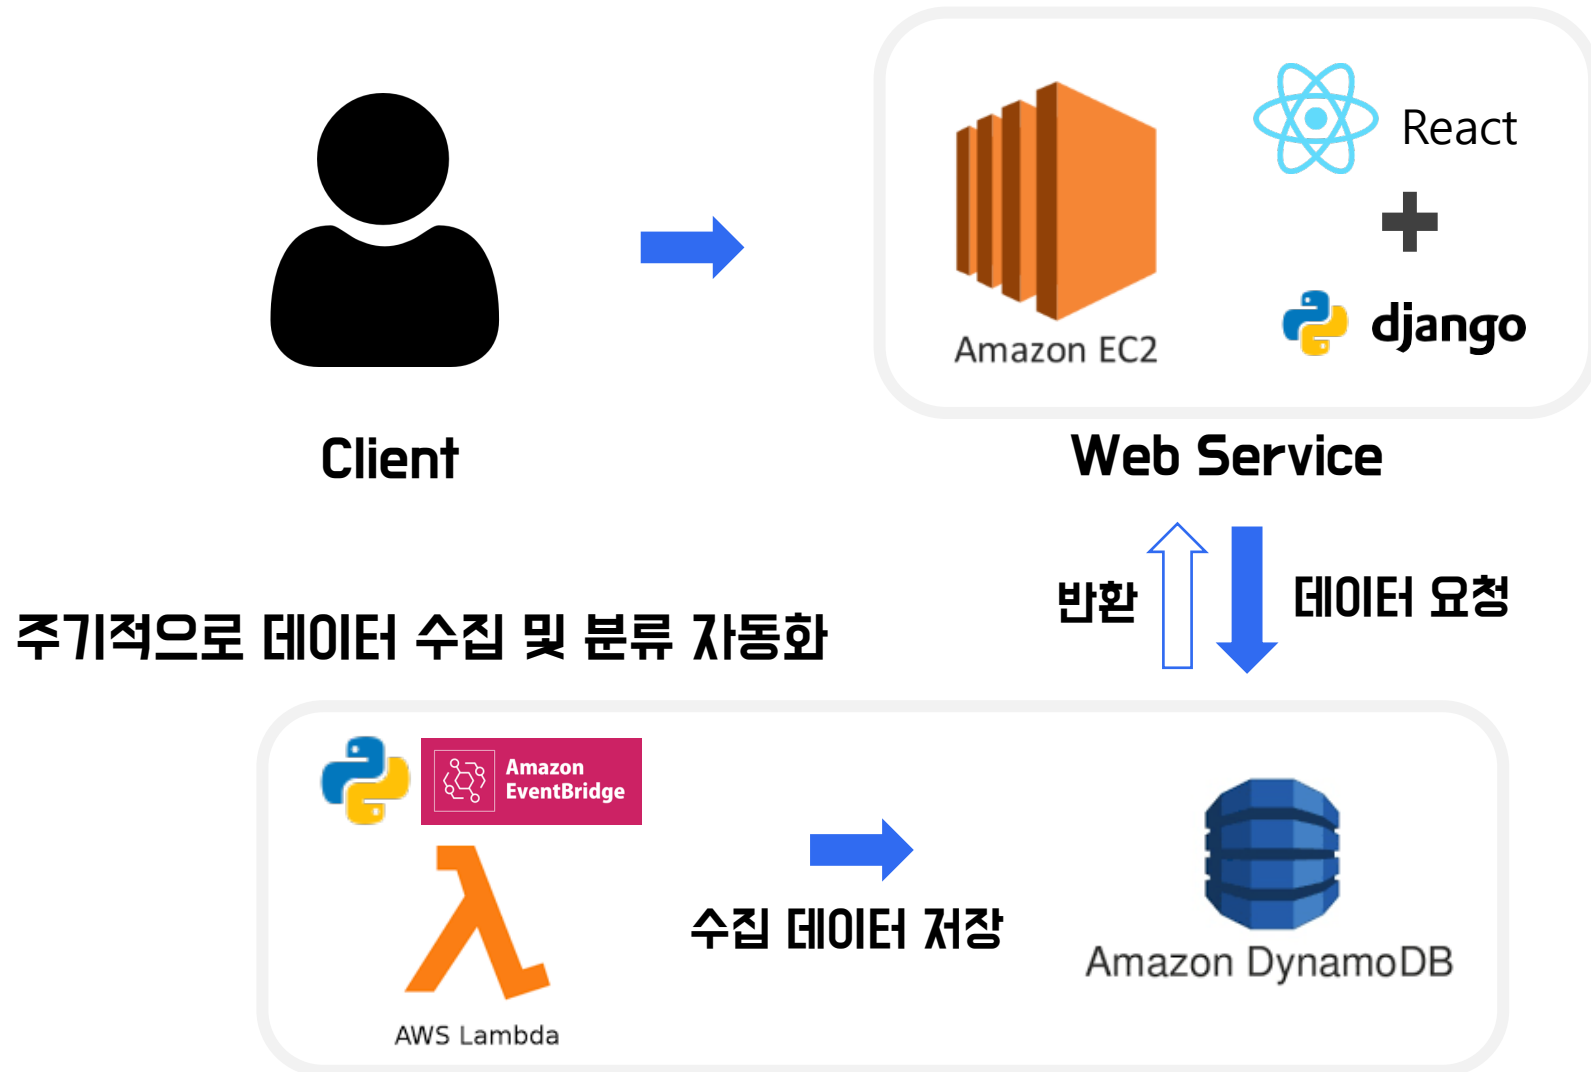 React
django
Amazon EC2
Client
Web Service
반환
데이터 요청
주기적으로 데이터 수집 및 분류 자동화
Amazon
EventBridge
수집 데이터 저장
AWS Lambda
Amazon DynamoDB